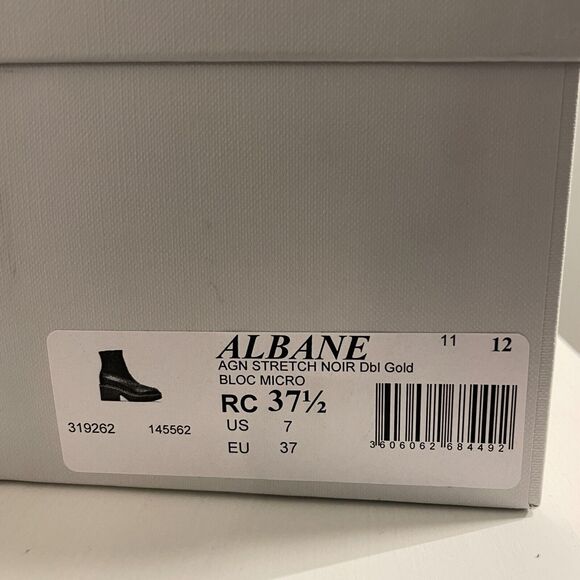 ALBANE 11 12
AGN STRETCH NOIR Dbl Gold
BLOC MICRO
RC 37½
US 7
EU 37
319262 145562
3606062684492